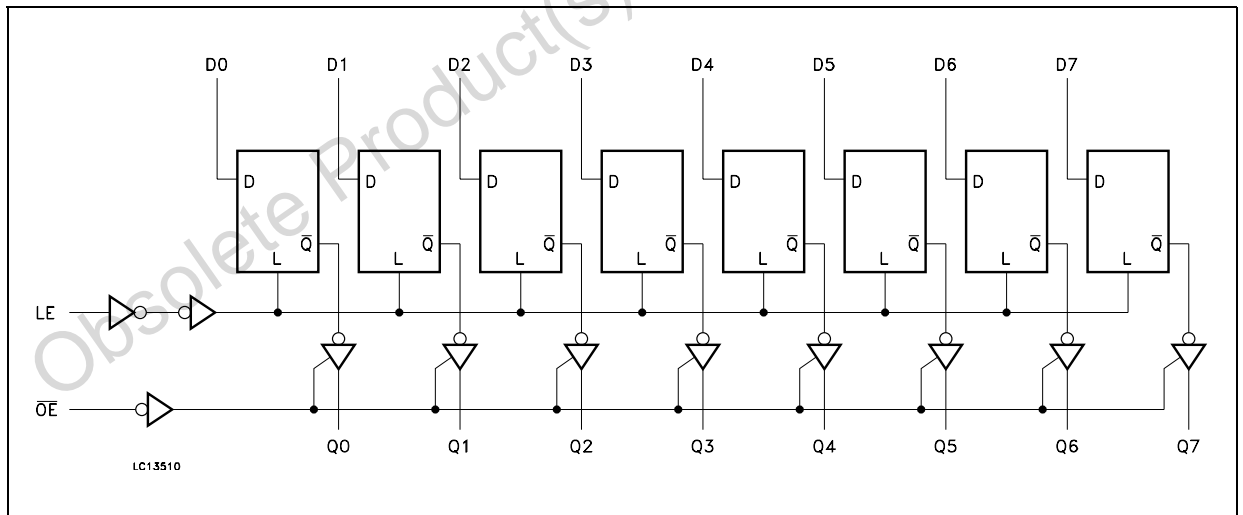 Obsolete Product(s)
D0 D1 D2 D3 D4 D5 D6 D7
D D D D D D D D
Q̅ Q̅ Q̅ Q̅ Q̅ Q̅ Q̅ Q̅
L L L L L L L L
LE
O̅E̅
Q0 Q1 Q2 Q3 Q4 Q5 Q6 Q7
LC13510